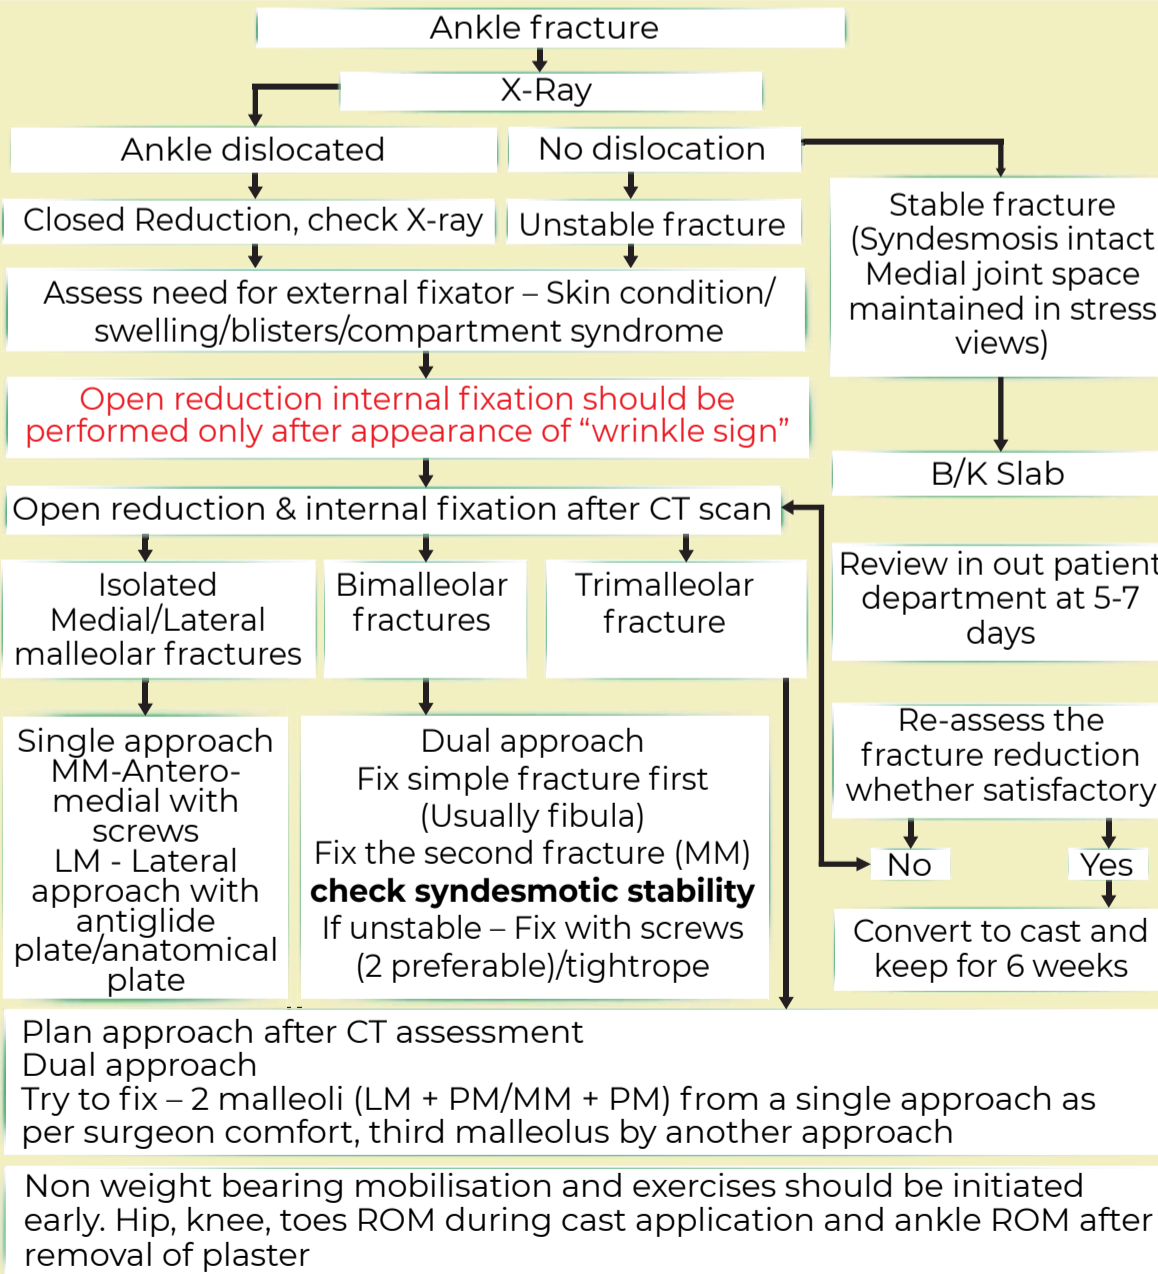 Ankle fracture
X-Ray
Ankle dislocated
No dislocation
Closed Reduction, check X-ray
Unstable fracture
Stable fracture
(Syndesmosis intact
Medial joint space
maintained in stress
views)
Assess need for external fixator – Skin condition/
swelling/blisters/compartment syndrome
Open reduction internal fixation should be
performed only after appearance of “wrinkle sign”
B/K Slab
Open reduction & internal fixation after CT scan
Review in out patient
department at 5-7
days
Isolated
Medial/Lateral
malleolar fractures
Bimalleolar
fractures
Trimalleolar
fracture
Re-assess the
fracture reduction
whether satisfactory
No
Yes
Convert to cast and
keep for 6 weeks
Single approach
MM-Antero-
medial with
screws
LM - Lateral
approach with
antiglide
plate/anatomical
plate
Dual approach
Fix simple fracture first
(Usually fibula)
Fix the second fracture (MM)
check syndesmotic stability
If unstable – Fix with screws
(2 preferable)/tightrope
Plan approach after CT assessment
Dual approach
Try to fix – 2 malleoli (LM + PM/MM + PM) from a single approach as
per surgeon comfort, third malleolus by another approach
Non weight bearing mobilisation and exercises should be initiated
early. Hip, knee, toes ROM during cast application and ankle ROM after
removal of plaster